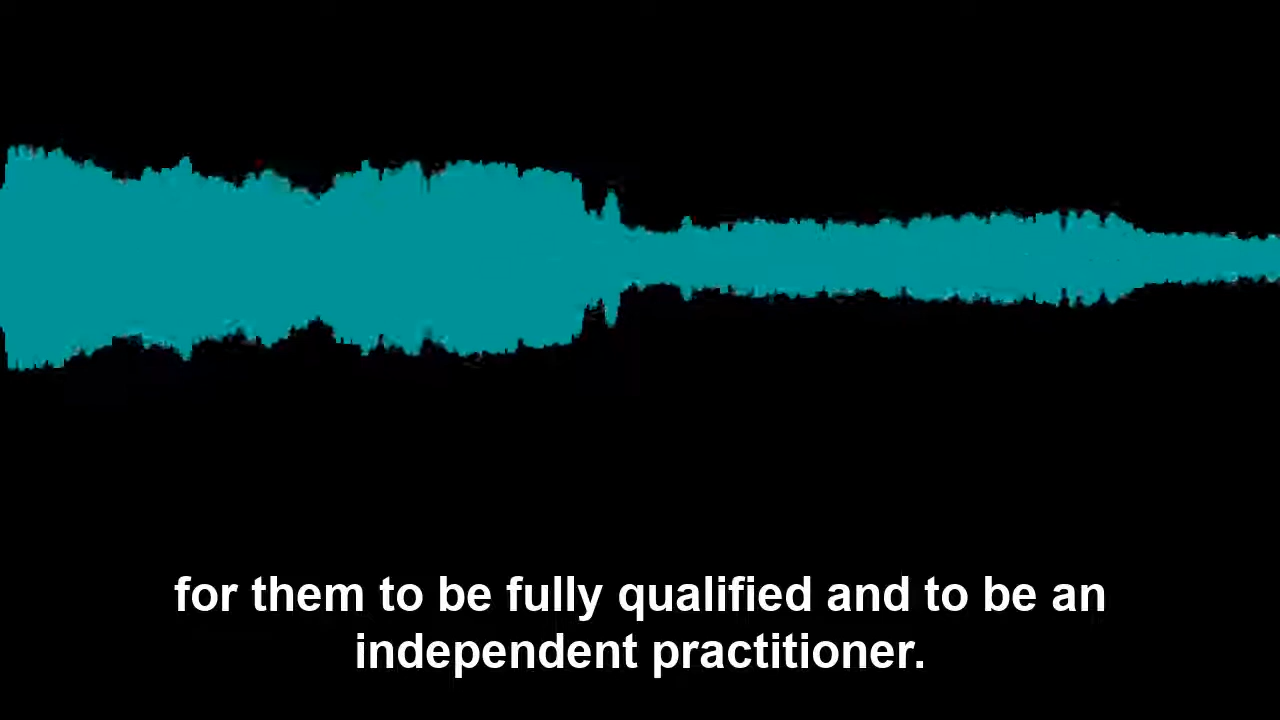 for them to be fully qualified and to be an
independent practitioner.